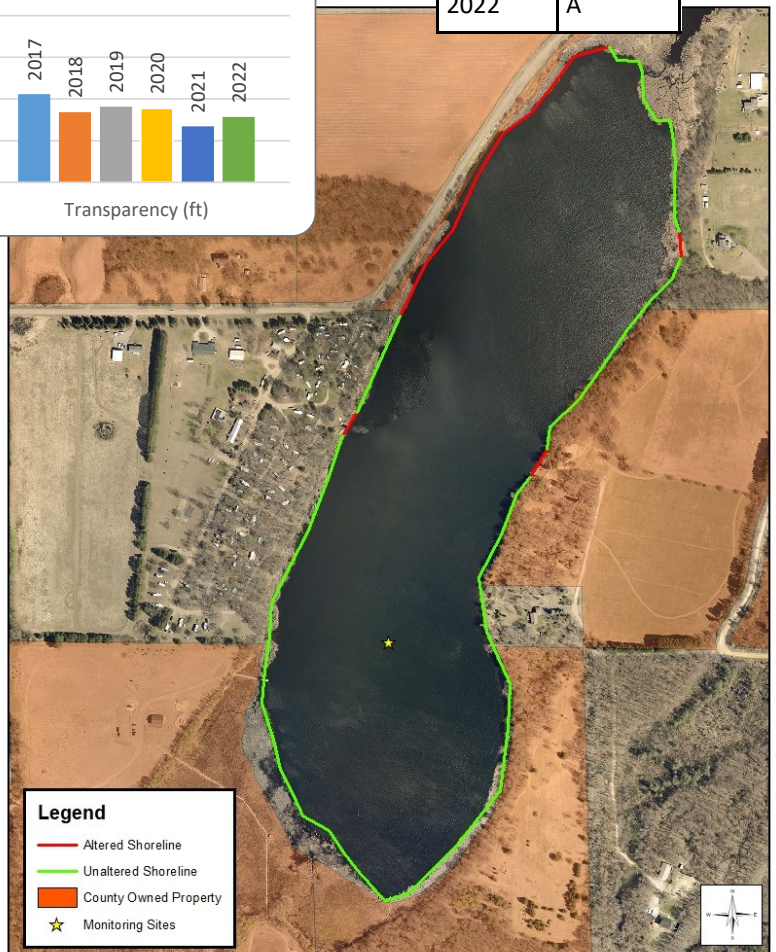 2022 A
2017
2018
2019
2020
2021
2022
Transparency (ft)
Legend
Altered Shoreline
Unaltered Shoreline
County Owned Property
Monitoring Sites
N
W E
S